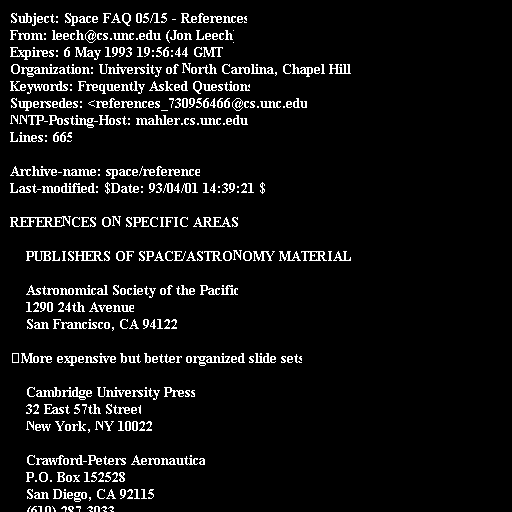 Subject: Space FAQ 05/15 - References
From: leech@cs.unc.edu (Jon Leech)
Expires: 6 May 1993 19:56:44 GMT
Organization: University of North Carolina, Chapel Hill
Keywords: Frequently Asked Questions
Supersedes: <references_730956466@cs.unc.edu
NNTP-Posting-Host: mahler.cs.unc.edu
Lines: 665
Archive-name: space/reference
Last-modified: $Date: 93/04/01 14:39:21 $
REFERENCES ON SPECIFIC AREAS
PUBLISHERS OF SPACE/ASTRONOMY MATERIAL
Astronomical Society of the Pacific
1290 24th Avenue
San Francisco, CA 94122
More expensive but better organized slide sets
Cambridge University Press
32 East 57th Street
New York, NY 10022
Crawford-Peters Aeronautica
P.O. Box 152528
San Diego, CA 92115
(610) 287-3933